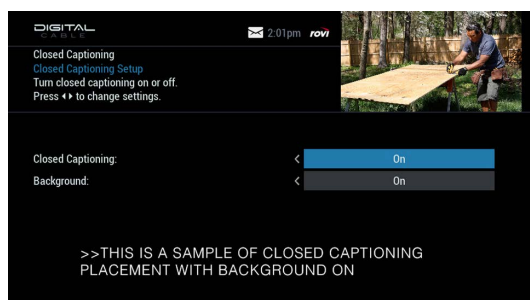 DIGITAL
CABLE
2:01pm rovi
Closed Captioning
Closed Captioning Setup
Turn closed captioning on or off.
Press to change settings.
Closed Captioning: On
Background: On
>>THIS IS A SAMPLE OF CLOSED CAPTIONING
PLACEMENT WITH BACKGROUND ON